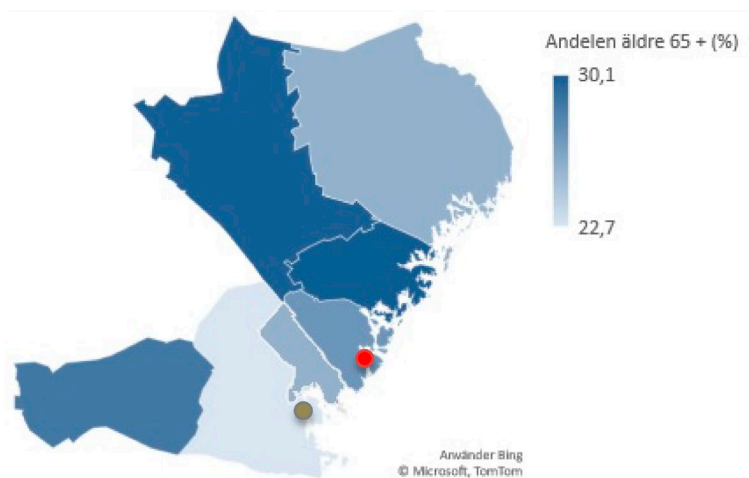 Andelen äldre 65 + (%)
30,1
22,7
Använder Bing
© Microsoft, TomTom